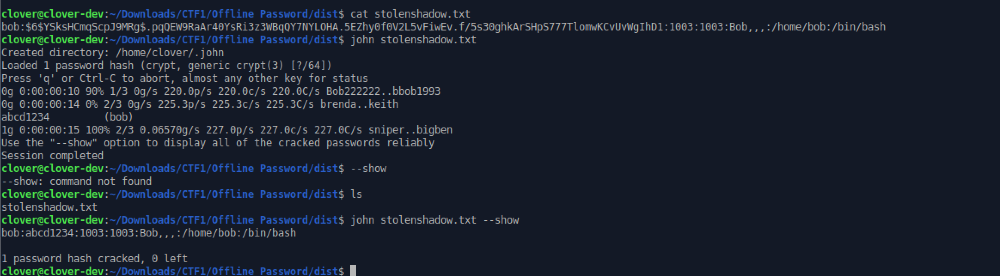 clover@clover-dev:~/Downloads/CTF1/Offline Password/dist$ cat stolenshadow.txt
bob:$6$YSksHCmqScpJ9MRg$.pqQEW9RaAr40YsRi3z3WBqQY7NYLOHA.5EZhy0f0V2L5vFiwEv.f/5s30ghkArSHpS777TlomwKCvUvWgIhD1:1003:1003:Bob,,,:/home/bob:/bin/bash
clover@clover-dev:~/Downloads/CTF1/Offline Password/dist$ john stolenshadow.txt
Created directory: /home/clover/.john
Loaded 1 password hash (crypt, generic crypt(3) [?/64])
Press 'q' or Ctrl-C to abort, almost any other key for status
0g 0:00:00:10 90% 1/3 0g/s 220.0p/s 220.0c/s 220.0C/s Bob222222..bbob1993
0g 0:00:00:14 0% 2/3 0g/s 225.3p/s 225.3c/s 225.3C/s brenda..keith
abcd1234         (bob)
1g 0:00:00:15 100% 2/3 0.06570g/s 227.0p/s 227.0c/s 227.0C/s sniper..bigben
Use the "--show" option to display all of the cracked passwords reliably
Session completed
clover@clover-dev:~/Downloads/CTF1/Offline Password/dist$ --show
--show: command not found
clover@clover-dev:~/Downloads/CTF1/Offline Password/dist$ ls
stolenshadow.txt
clover@clover-dev:~/Downloads/CTF1/Offline Password/dist$ john stolenshadow.txt --show
bob:abcd1234:1003:1003:Bob,,,:/home/bob:/bin/bash
1 password hash cracked, 0 left
clover@clover-dev:~/Downloads/CTF1/Offline Password/dist$